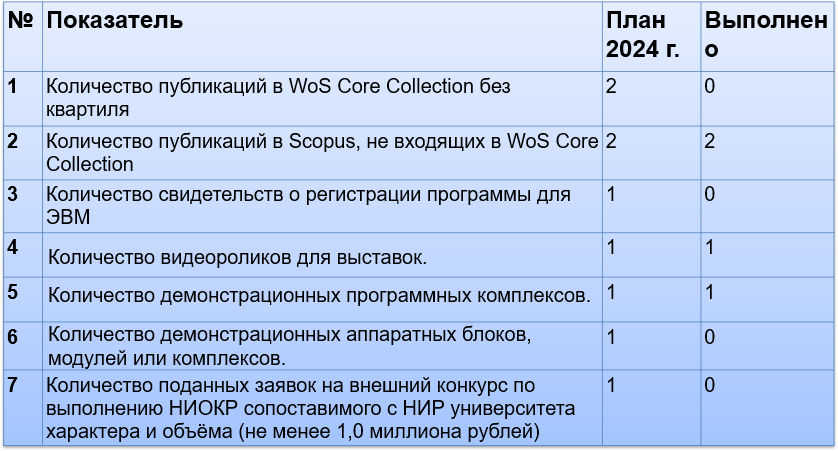 № Показатель План Выполнен
2024 г. о
1 Количество публикаций в WoS Core Collection без 2 0
квартиля
2 Количество публикаций в Scopus, не входящих в WoS Core 2 2
Collection
3 Количество свидетельств о регистрации программы для 1 0
ЭВМ
4 Количество видеороликов для выставок. 1 1
5 Количество демонстрационных программных комплексов. 1 1
6 Количество демонстрационных аппаратных блоков, 1 0
модулей или комплексов.
7 Количество поданных заявок на внешний конкурс по 1 0
выполнению НИОКР сопоставимого с НИР университета
характера и объёма (не менее 1,0 миллиона рублей)